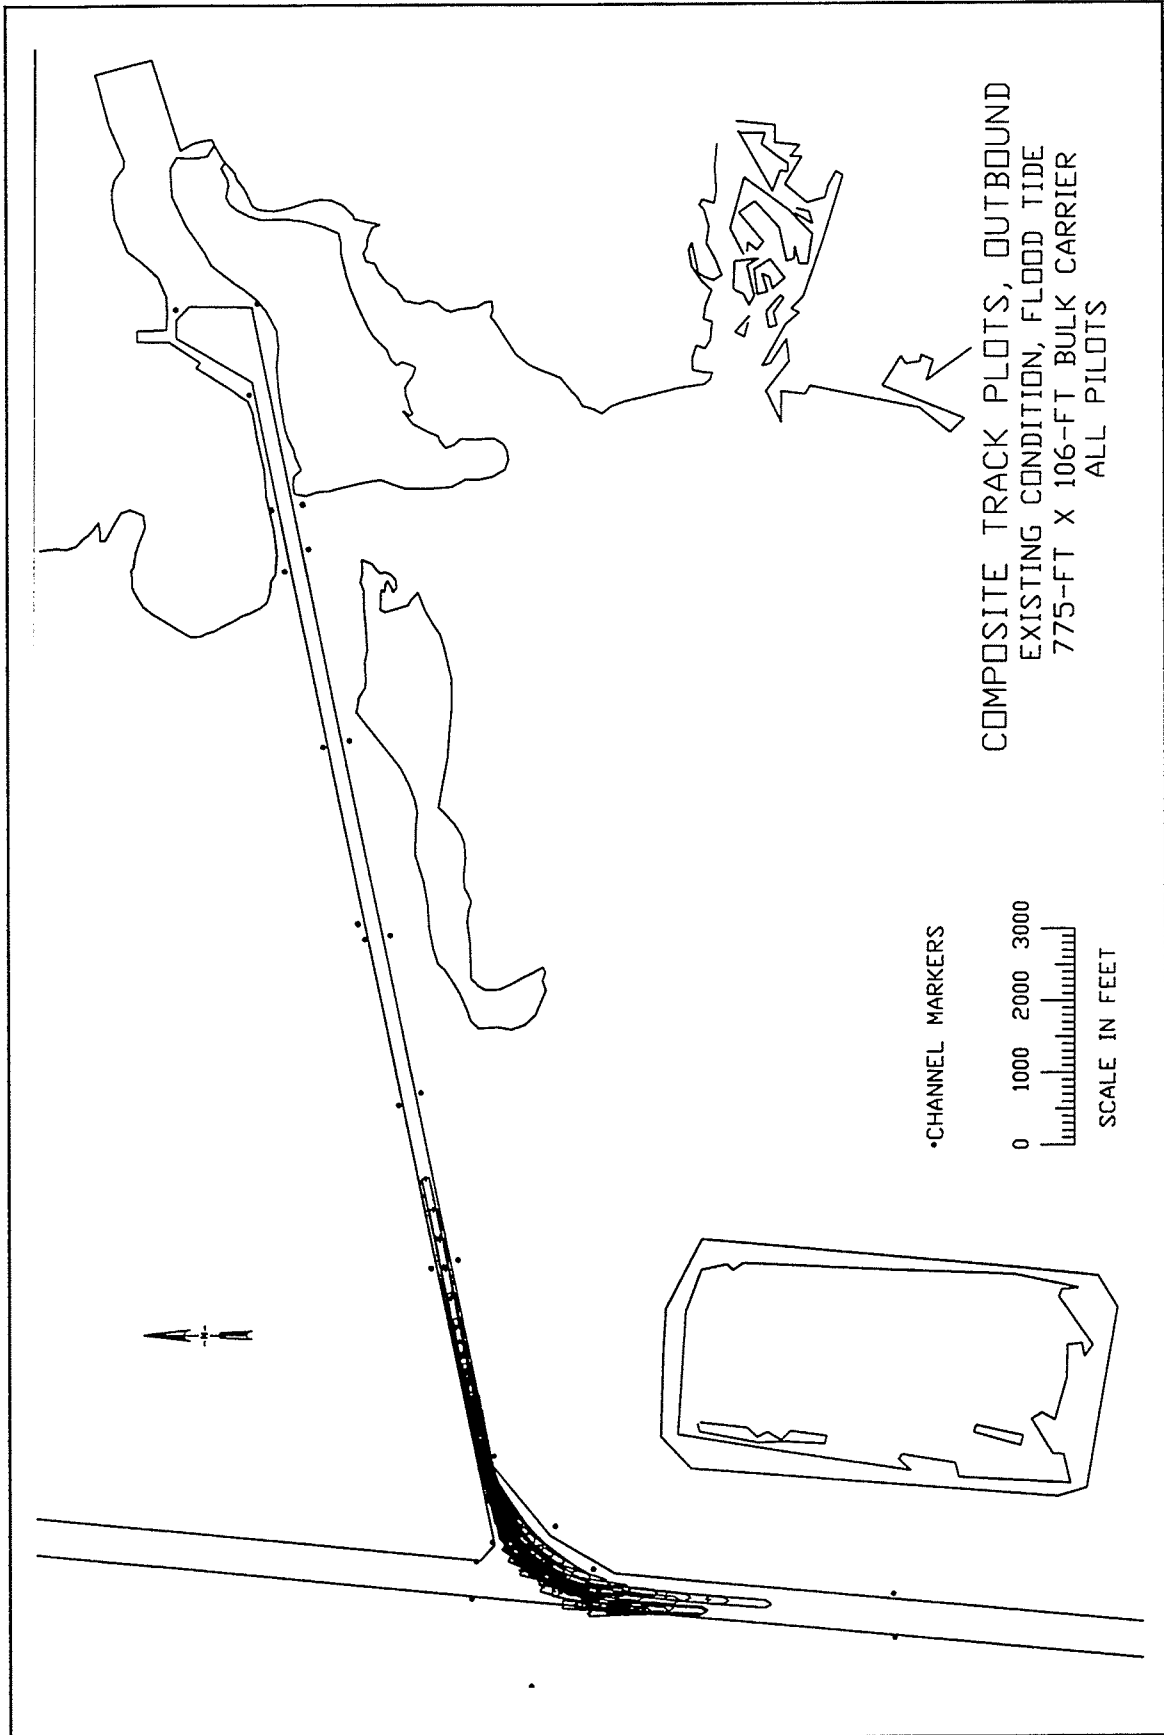 COMPOSITE TRACK PLOTS, OUTBOUND
EXISTING CONDITION, FLOOD TIDE
775-FT X 106-FT BULK CARRIER
ALL PILOTS
•CHANNEL MARKERS
0 1000 2000 3000
SCALE IN FEET
N